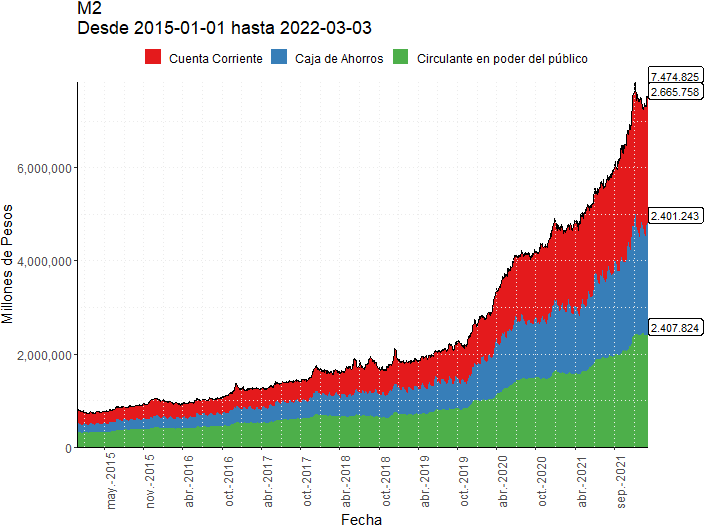 M2
Desde 2015-01-01 hasta 2022-03-03
Cuenta Corriente Caja de Ahorros Circulante en poder del público
7.474.825
2.665.758
6,000,000
2.401.243
4,000,000
2.407.824
2,000,000
0
Millones de Pesos
may.-2015 nov.-2015 abr.-2016 oct.-2016 abr.-2017 oct.-2017 abr.-2018 oct.-2018 abr.-2019 oct.-2019 abr.-2020 oct.-2020 abr.-2021 sep.-2021
Fecha